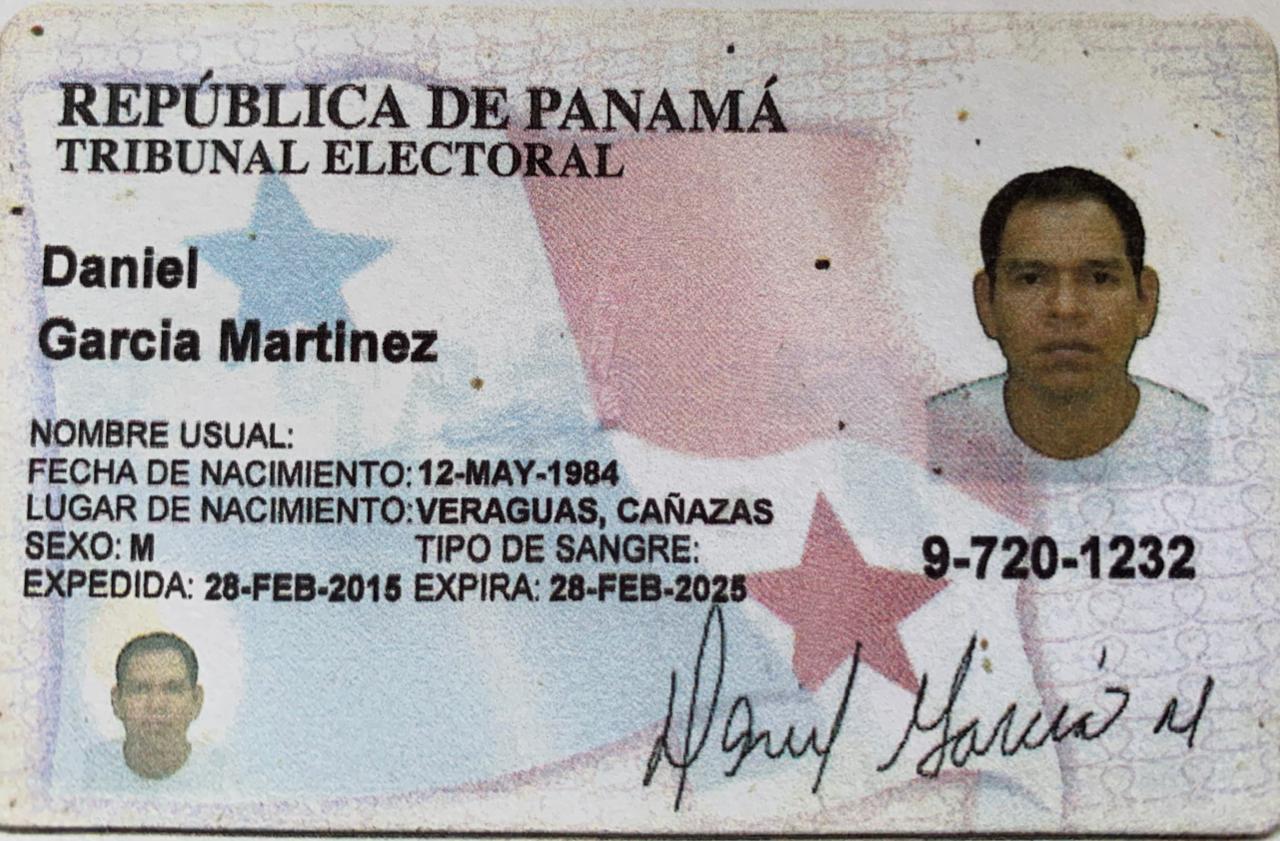 REPÚBLICA DE PANAMÁ
TRIBUNAL ELECTORAL
Daniel
Garcia Martinez
NOMBRE USUAL:
FECHA DE NACIMIENTO: 12-MAY-1984
LUGAR DE NACIMIENTO: VERAGUAS, CAÑAZAS
SEXO: M TIPO DE SANGRE:
EXPEDIDA: 28-FEB-2015 EXPIRA: 28-FEB-2025
9-720-1232
Daniel García M